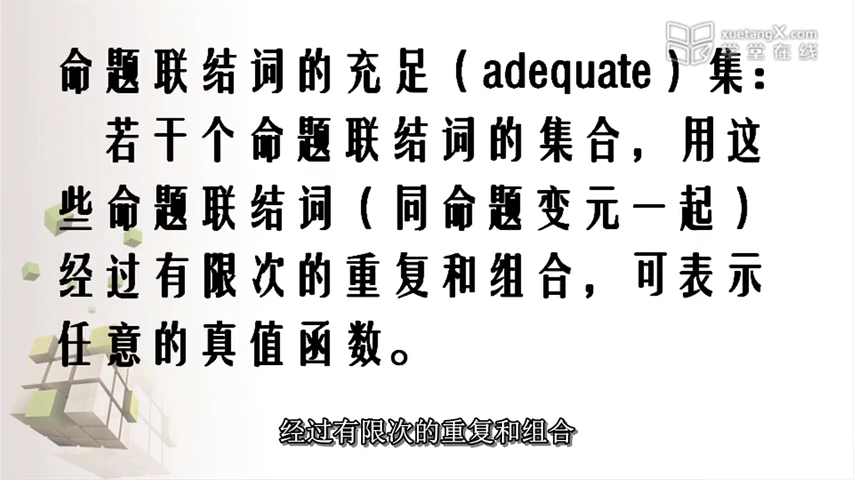 xuetangX.com
学堂在线
命题联结词的充足（adequate）集：
若干个命题联结词的集合，用这
些命题联结词（同命题变元一起）
经过有限次的重复和组合，可表示
任意的真值函数。
经过有限次的重复和组合